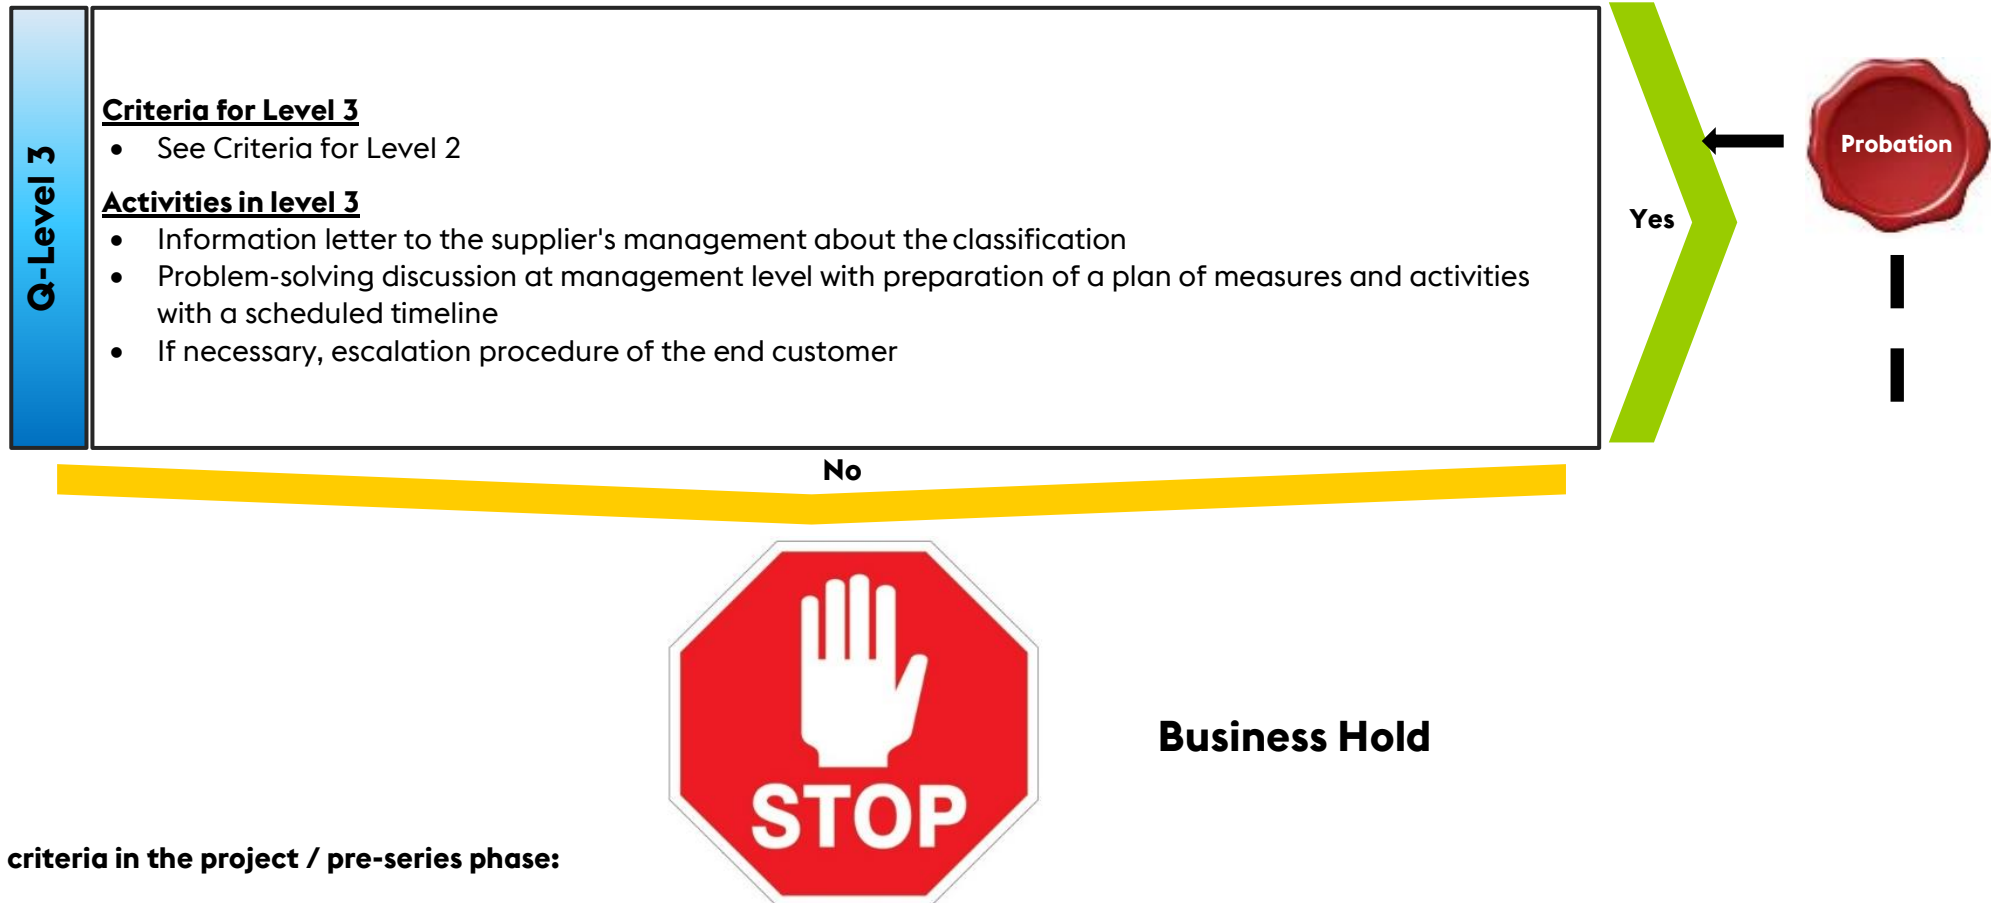 Q-Level 3
Criteria for Level 3
• See Criteria for Level 2
Activities in level 3
• Information letter to the supplier's management about the classification
• Problem-solving discussion at management level with preparation of a plan of measures and activities
with a scheduled timeline
• If necessary, escalation procedure of the end customer
Yes
Probation
No
STOP
Business Hold
criteria in the project / pre-series phase: